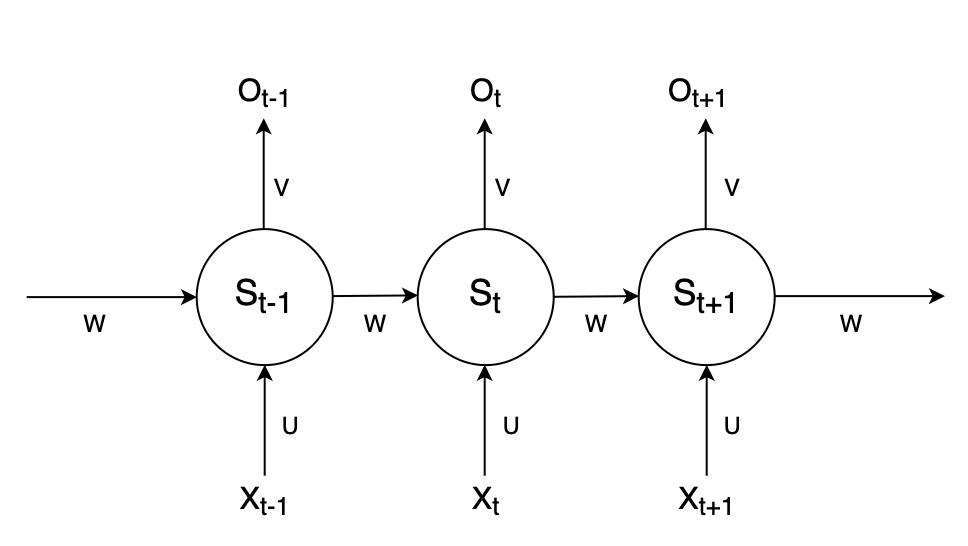 O_{t-1} O_t O_{t+1}
V V V
S_{t-1} S_t S_{t+1}
W W W W
U U U
X_{t-1} X_t X_{t+1}